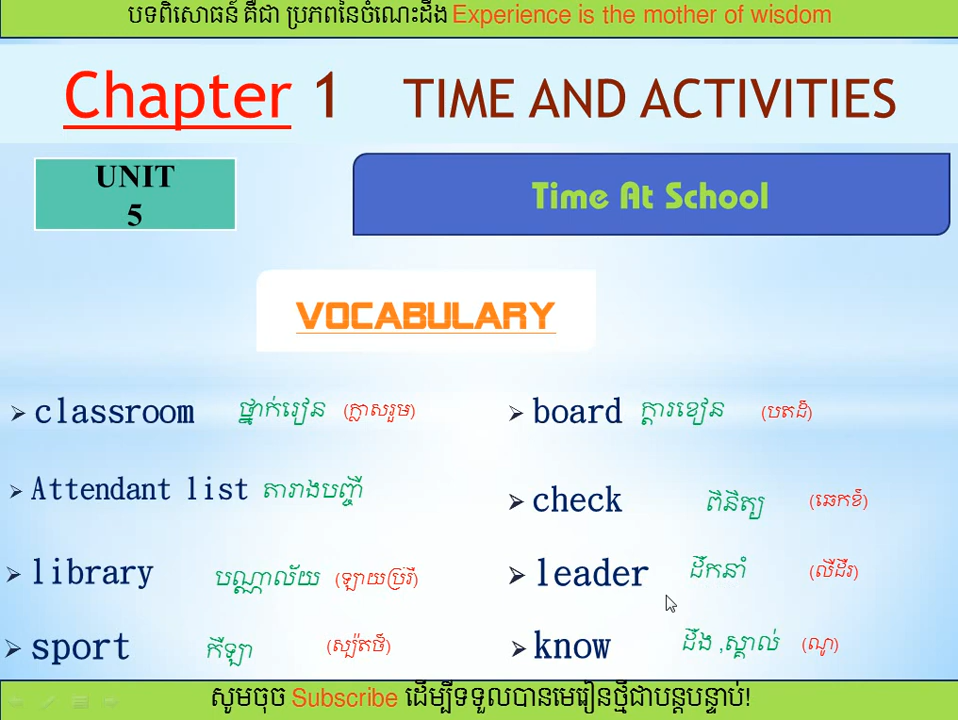 បទពិសោធន៍ គឺជា ប្រភពនៃចំណេះដឹង Experience is the mother of wisdom
Chapter 1 TIME AND ACTIVITIES
UNIT
5
Time At School
VOCABULARY
classroom ថ្នាក់រៀន (ក្លាសរូម)
Attendant list តារាងបញ្ចី
library បណ្ណាល័យ (ឡាយប្រ័រី)
sport កីឡា (ស្ប៉តថ៍)
board ក្តារខៀន (បតដ៍)
check ពិនិត្យ (ឆេកខ៍)
leader ដឹកនាំ (លីដឺរ)
know ដឹង ,ស្គាល់ (ណូ)
សូមចុច Subscribe ដើម្បីទទួលបានមេរៀនថ្មីជាបន្តបន្ទាប់!